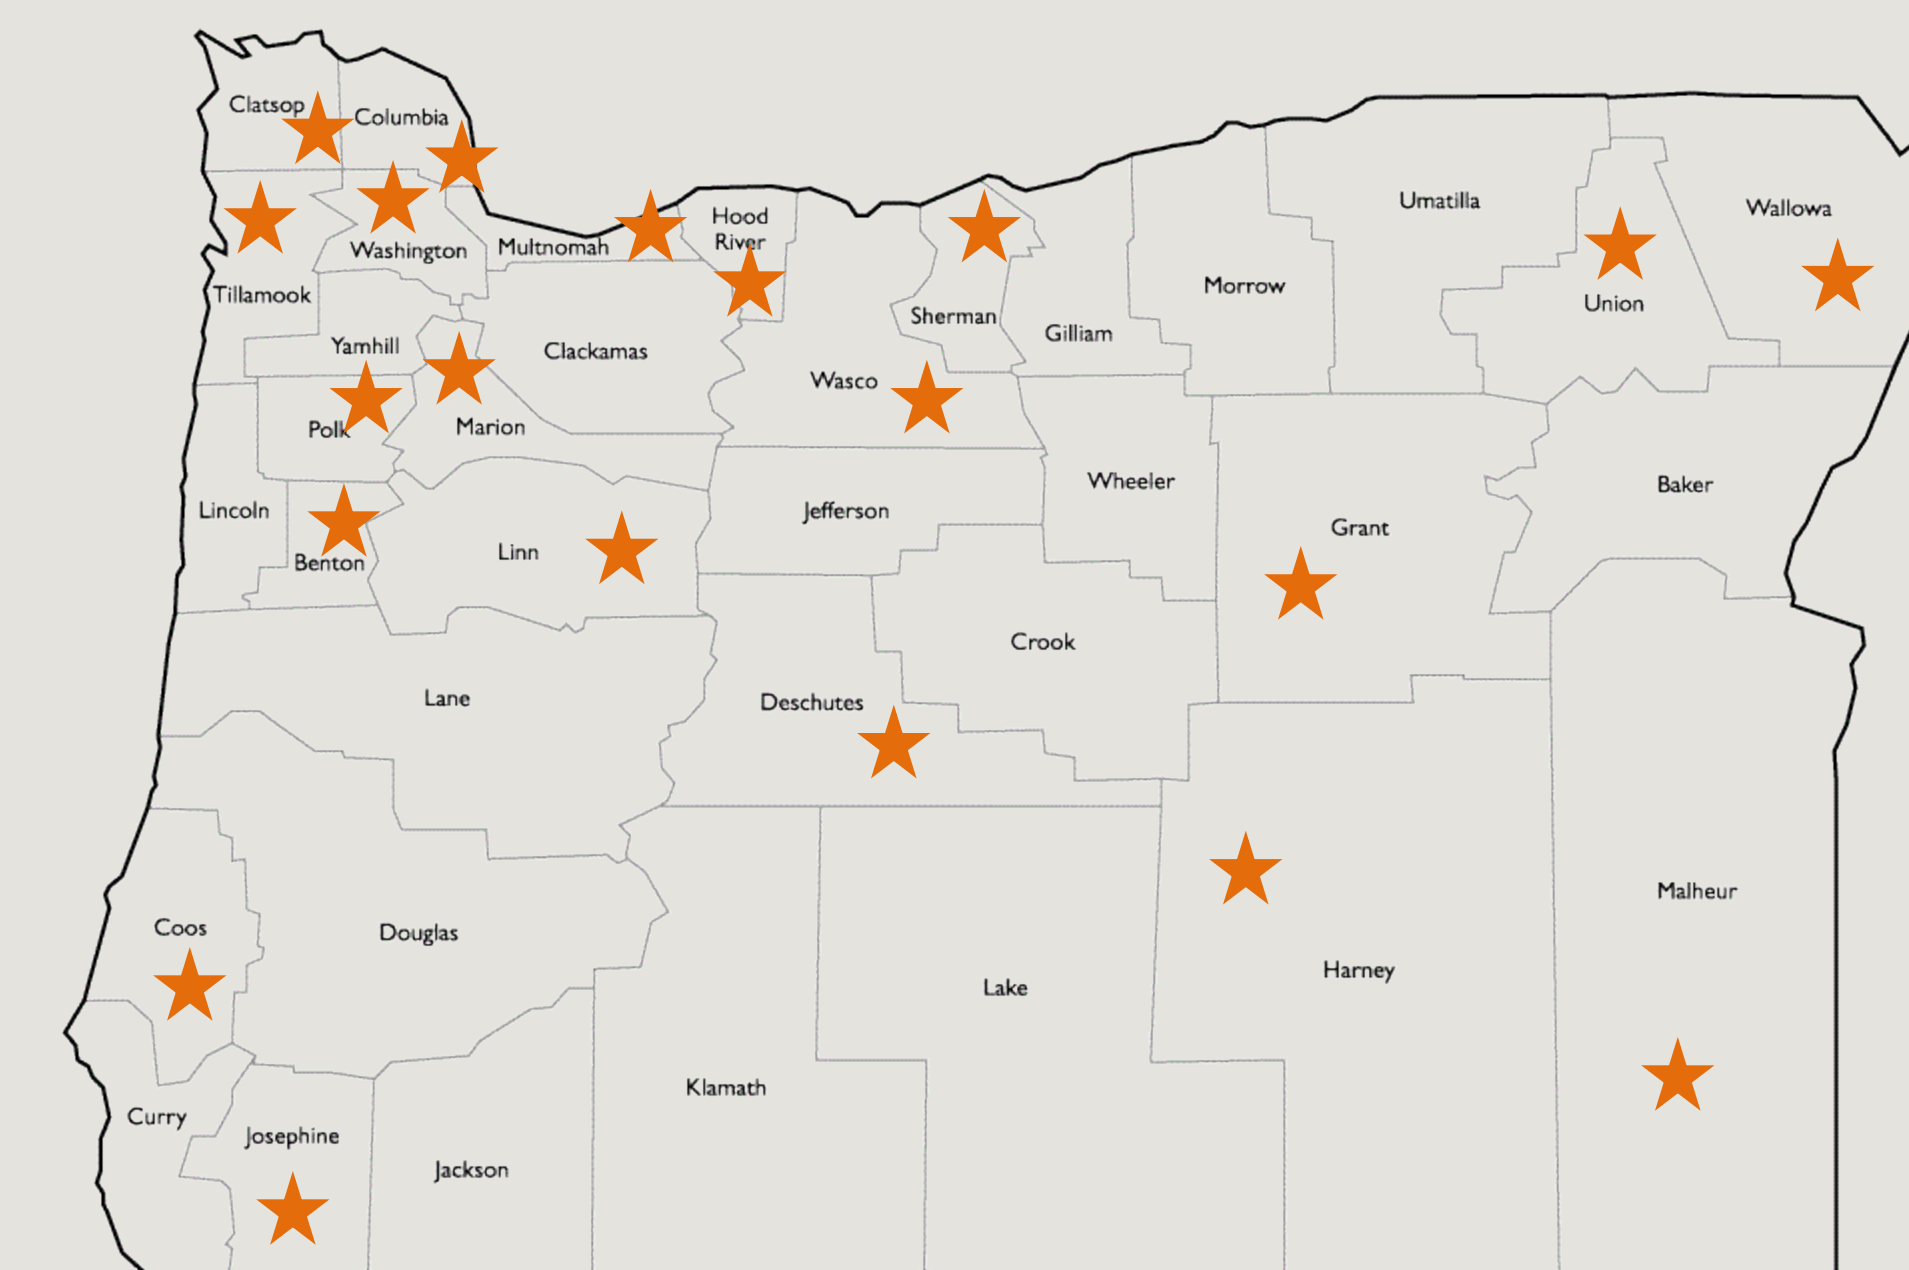 Clatsop
Columbia
Washington
Multnomah
Hood
River
Umatilla
Wallowa
Tillamook
Yamhill
Clackamas
Sherman
Gilliam
Morrow
Union
Polk
Marion
Wasco
Lincoln
Benton
Linn
Jefferson
Wheeler
Grant
Baker
Lane
Deschutes
Crook
Coos
Douglas
Lake
Harney
Malheur
Curry
Josephine
Jackson
Klamath